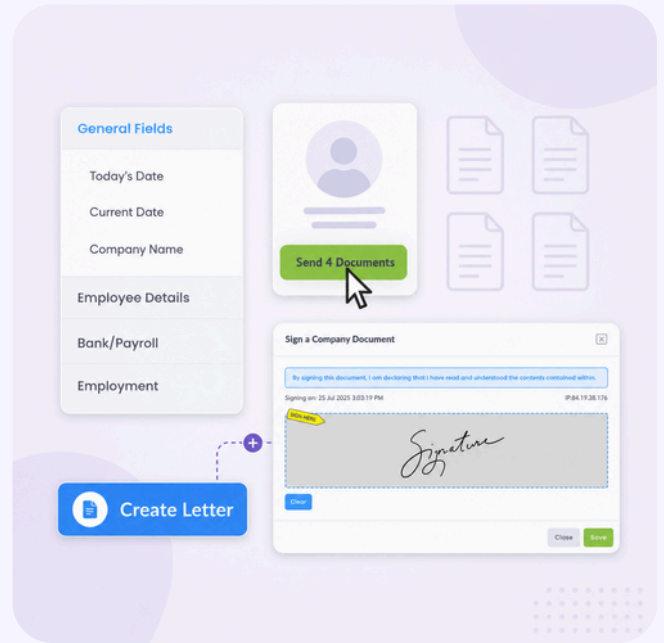 General Fields
Today's Date
Current Date
Company Name
Employee Details
Bank/Payroll
Employment
Send 4 Documents
Sign a Company Document
By signing this document, I am declaring that I have read and understood the contents contained within.
Signing on: 25 Jul 2025 3:03:19 PM
IP:84.19.38.176
SIGN HERE
Signature
Clear
Close
Save
Create Letter